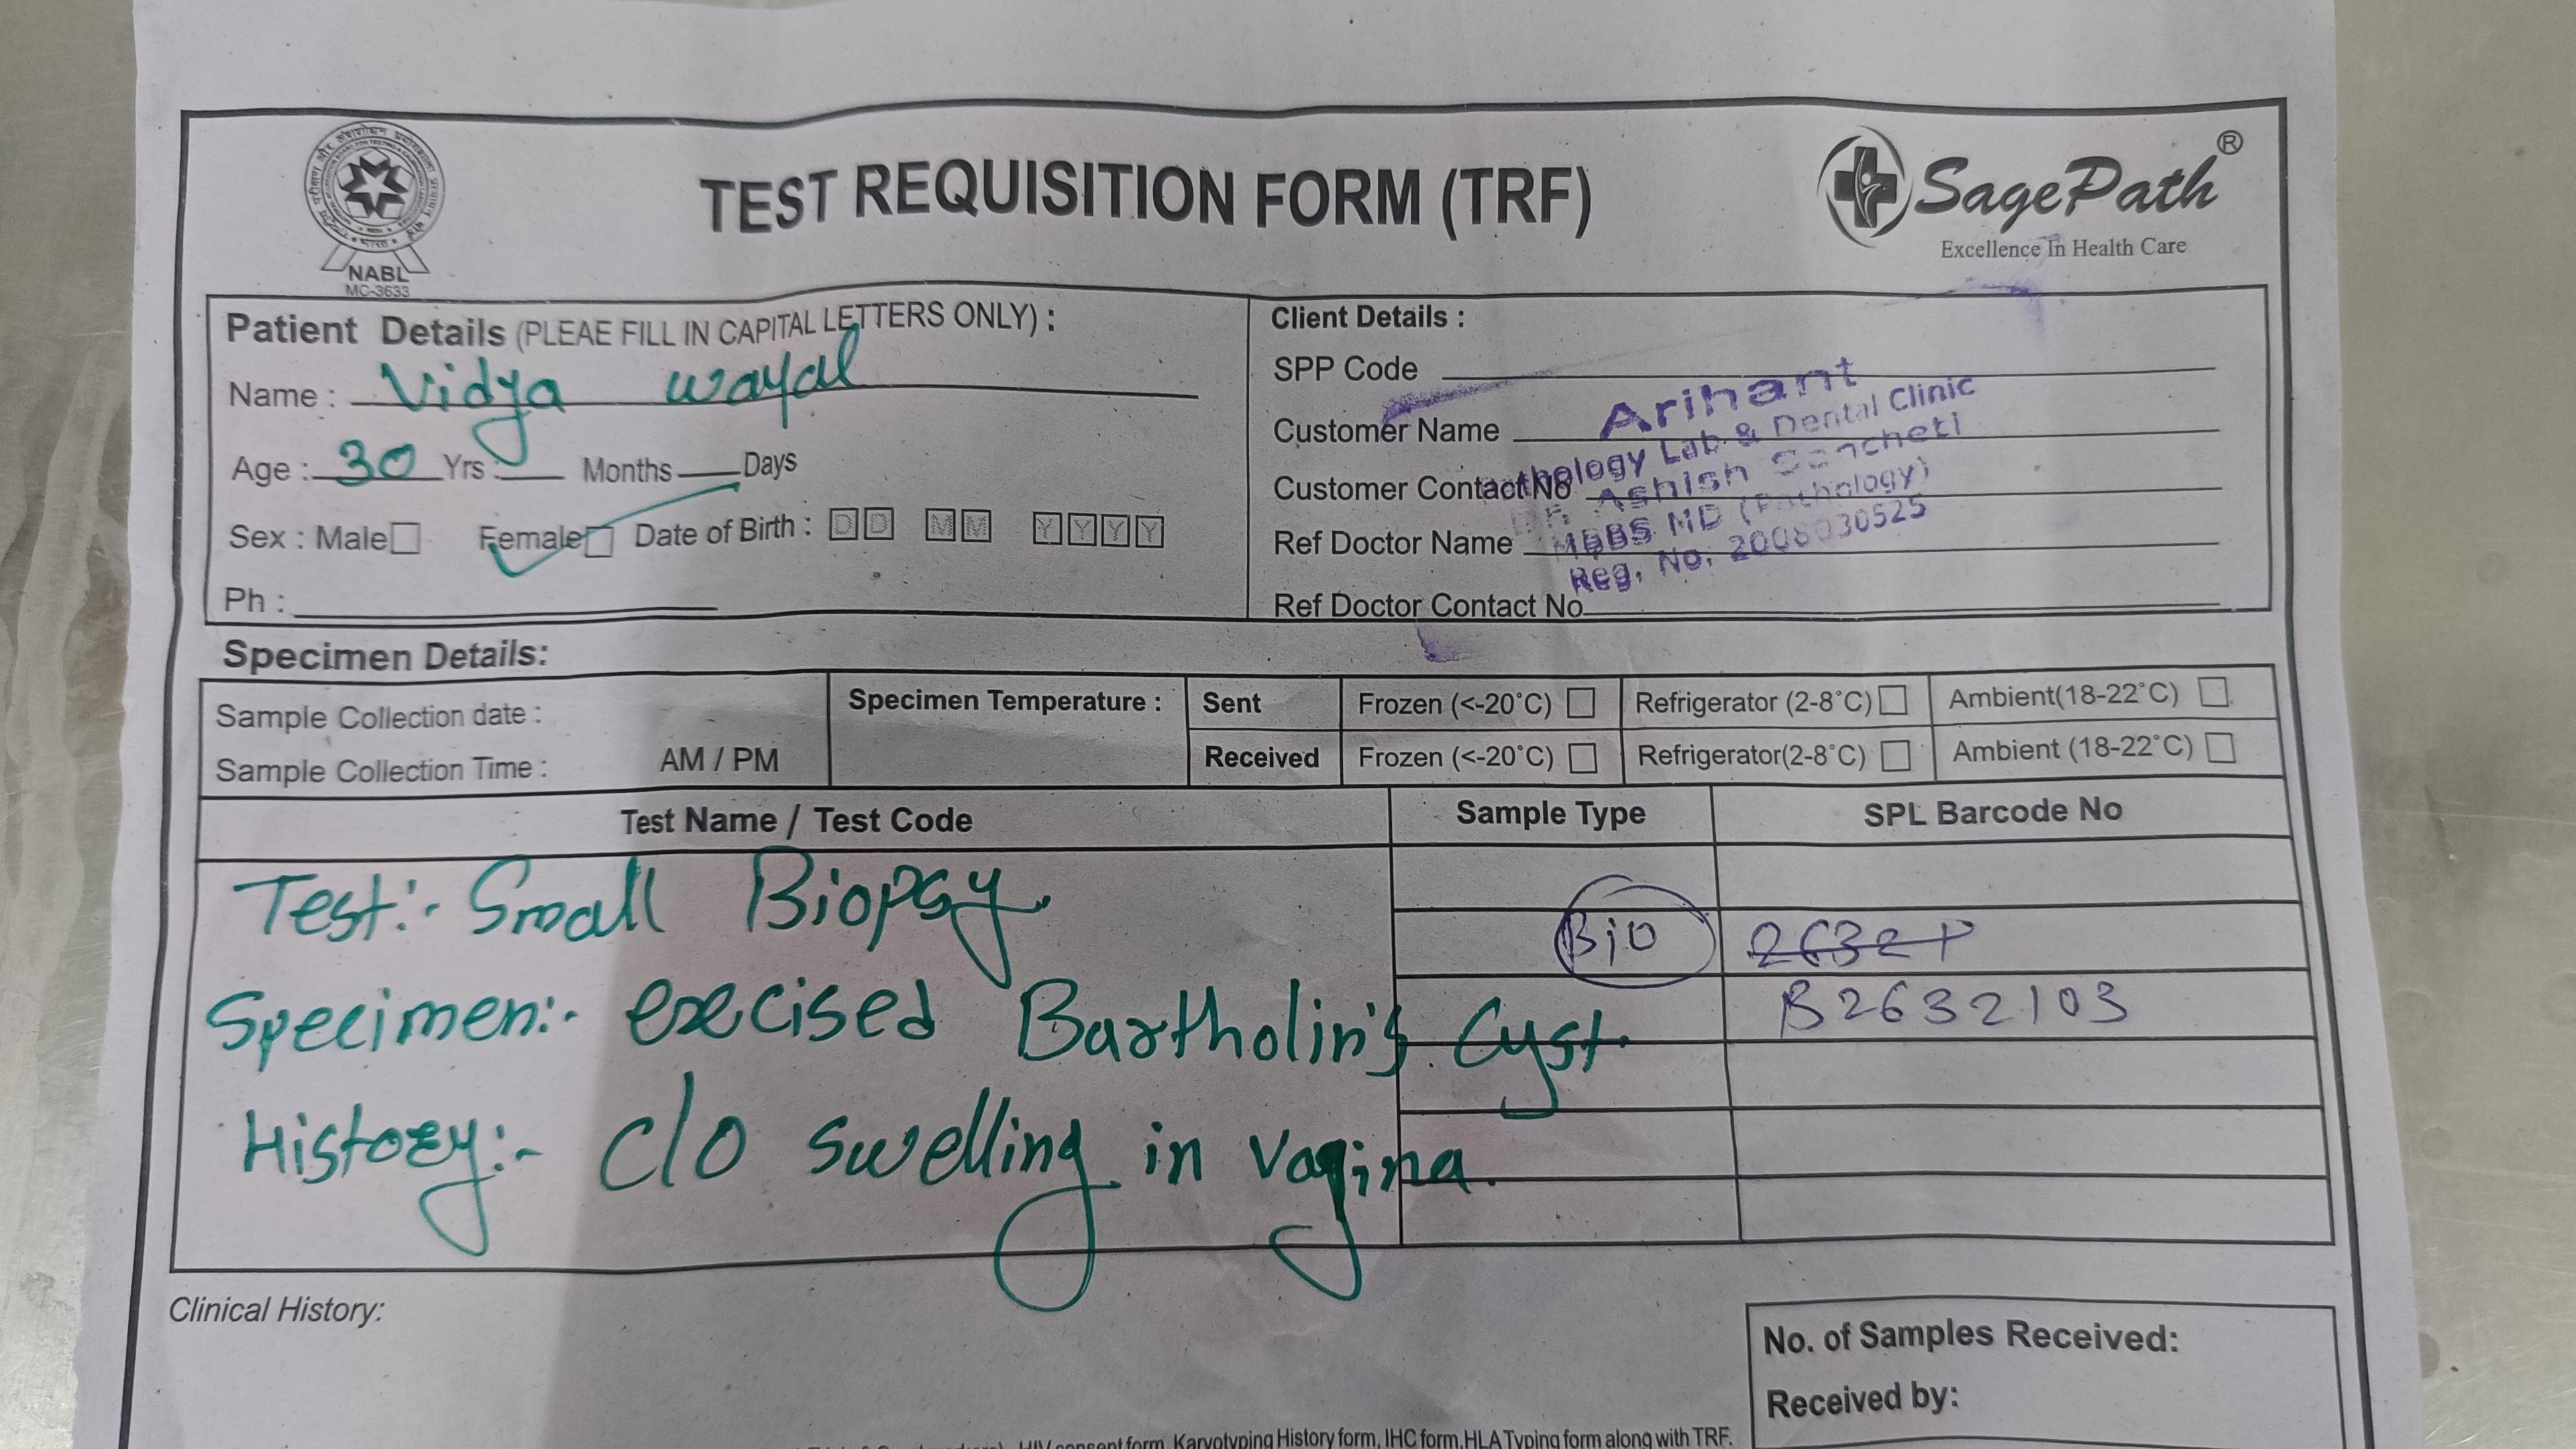 NABL
MC-3633
TEST REQUISITION FORM (TRF)
SagePath®
Excellence In Health Care
Patient Details (PLEAE FILL IN CAPITAL LETTERS ONLY) :
Name : Vidya wayal
Age : 30 Yrs : Months Days
Sex : Male Female Date of Birth : DD MM YYYY
Ph :
Client Details :
SPP Code
Customer Name
Customer Contact No
Ref Doctor Name
Ref Doctor Contact No
Arihant
thology Lab & Dental Clinic
Ashish Sancheti
MBBS MD (Pathology)
Reg. No. 2008030525
Specimen Details:
Sample Collection date :
Sample Collection Time : AM / PM
Specimen Temperature :
Sent Frozen (<-20°C) Refrigerator (2-8°C) Ambient(18-22°C)
Received Frozen (<-20°C) Refrigerator(2-8°C) Ambient (18-22°C)
Test Name / Test Code Sample Type SPL Barcode No
Test:- Small Biopsy.
Bio
Specimen:- execised Bartholin's Cyst.
B2632103
History:- c/o swelling in vagina.
Clinical History:
No. of Samples Received:
Received by:
HIV consent form, Karyotyping History form, IHC form,HLA Typing form along with TRF.